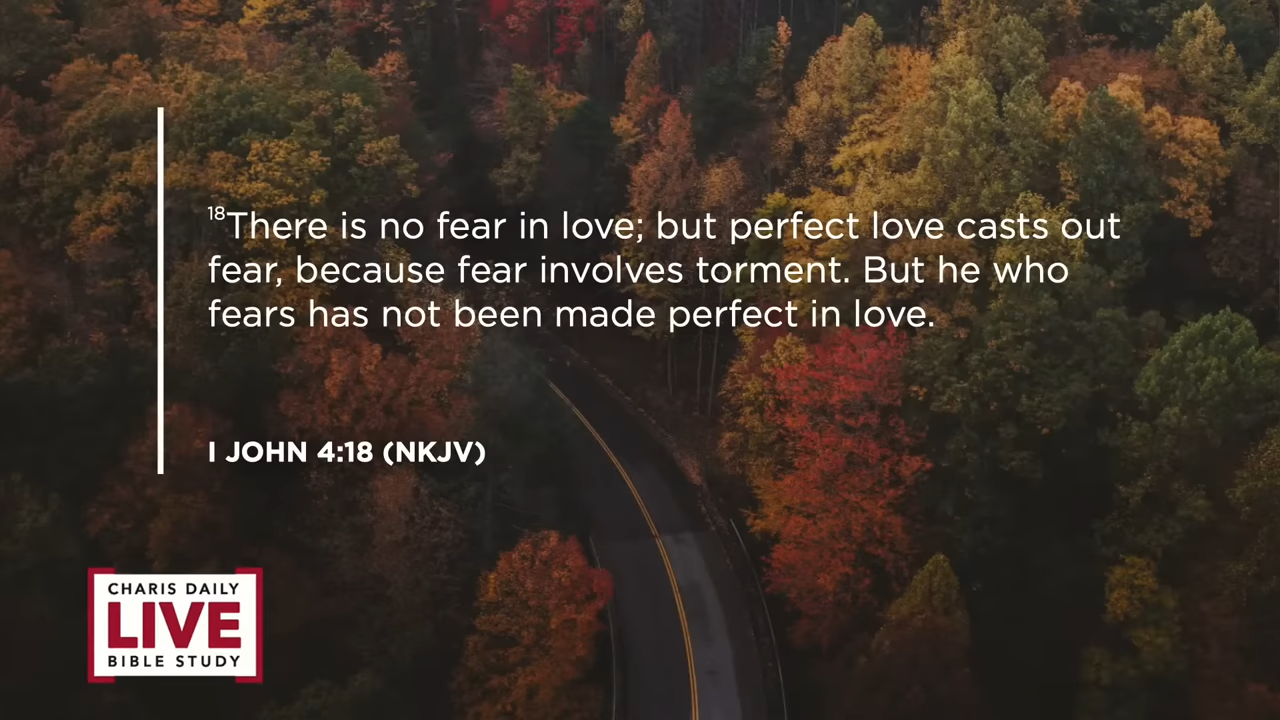 18There is no fear in love; but perfect love casts out
fear, because fear involves torment. But he who
fears has not been made perfect in love.
I JOHN 4:18 (NKJV)
CHARIS DAILY
LIVE
BIBLE STUDY